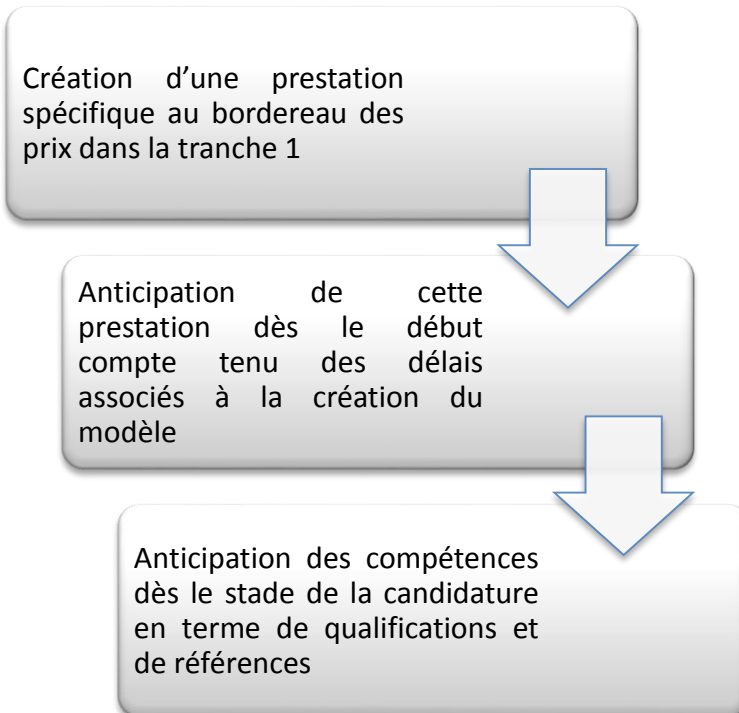 Création d’une prestation
spécifique au bordereau des
prix dans la tranche 1
Anticipation de cette
prestation dès le début
compte tenu des délais
associés à la création du
modèle
Anticipation des compétences
dès le stade de la candidature
en terme de qualifications et
de références